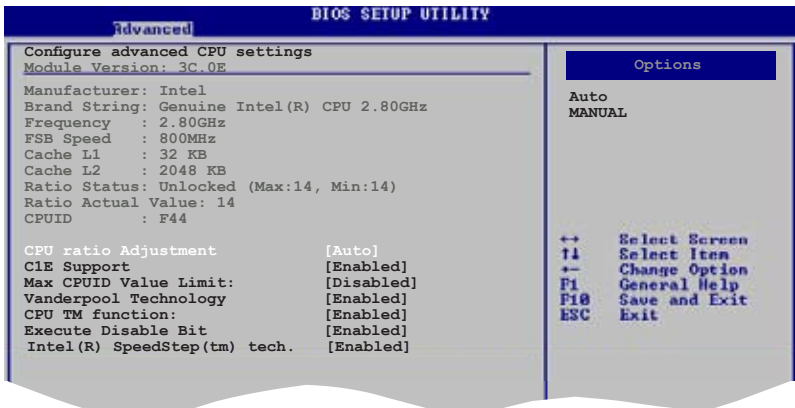 BIOS SETUP UTILITY
Advanced
Configure advanced CPU settings
Module Version: 3C.0E
Manufacturer: Intel
Brand String: Genuine Intel(R) CPU 2.80GHz
Frequency : 2.80GHz
FSB Speed : 800MHz
Cache L1 : 32 KB
Cache L2 : 2048 KB
Ratio Status: Unlocked (Max:14, Min:14)
Ratio Actual Value: 14
CPUID : F44
CPU ratio Adjustment [Auto]
C1E Support [Enabled]
Max CPUID Value Limit: [Disabled]
Vanderpool Technology [Enabled]
CPU TM function: [Enabled]
Execute Disable Bit [Enabled]
Intel(R) SpeedStep(tm) tech. [Enabled]
Options
Auto
MANUAL
←→ Select Screen
↑↓ Select Item
+- Change Option
F1 General Help
F10 Save and Exit
ESC Exit